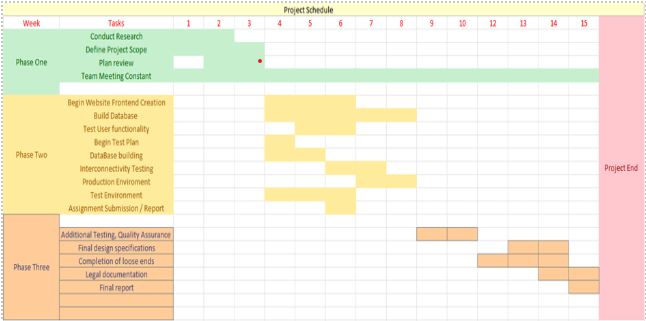 Project Schedule
Week Tasks 1 2 3 4 5 6 7 8 9 10 11 12 13 14 15
Conduct Research
Define Project Scope
Phase One Plan review
Team Meeting Constant
Begin Website Frontend Creation
Build Database
Test User functionality
Begin Test Plan
Phase Two DataBase building
Interconnectivity Testing
Project End
Production Enviroment
Test Environment
Assignment Submission / Report
Additional Testing, Quality Assurance
Final design specifications
Phase Three Completion of loose ends
Legal documentation
Final report